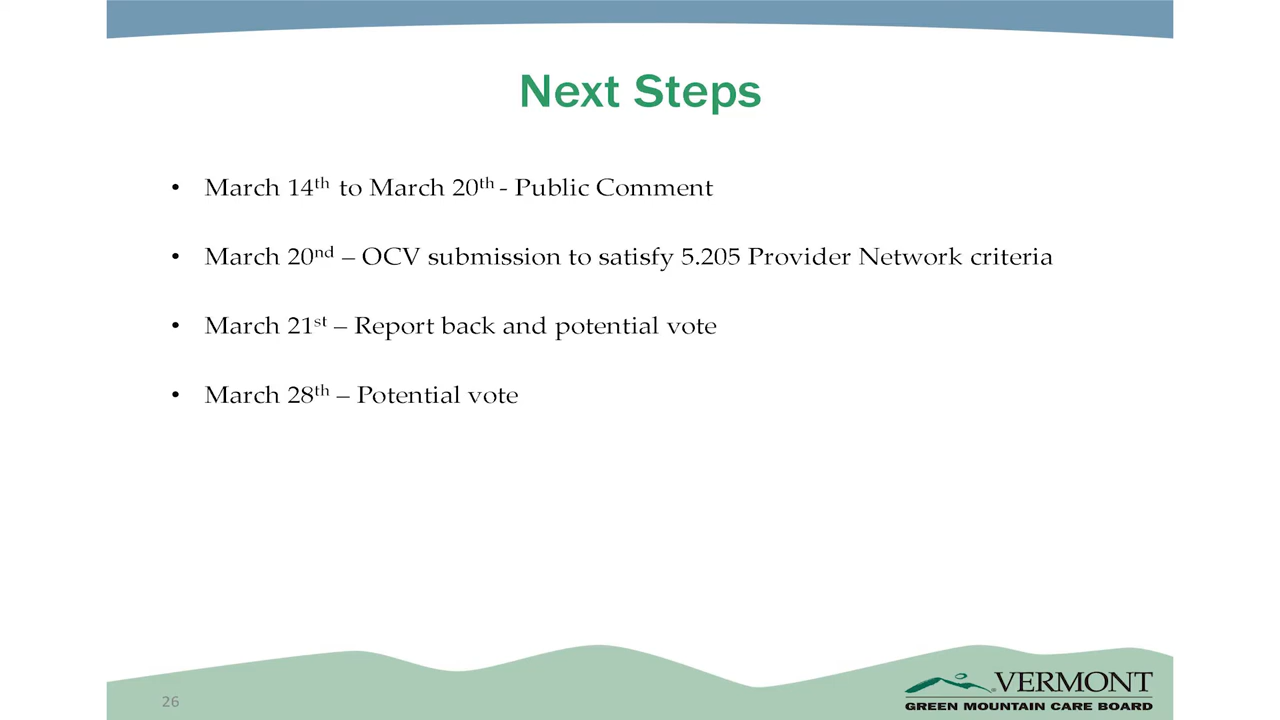 Next Steps
• March 14th to March 20th - Public Comment
• March 20nd – OCV submission to satisfy 5.205 Provider Network criteria
• March 21st – Report back and potential vote
• March 28th – Potential vote
26
VERMONT
GREEN MOUNTAIN CARE BOARD